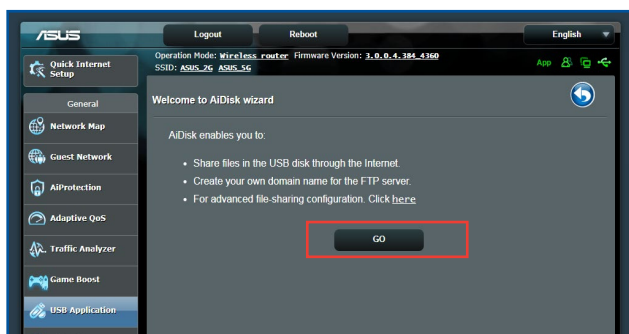 ASUS
Logout
Reboot
English
Quick Internet
Setup
Operation Mode: Wireless router Firmware Version: 3.0.0.4.384_4360
SSID: ASUS_2G ASUS_5G
App
General
Network Map
Guest Network
AiProtection
Adaptive QoS
Traffic Analyzer
Game Boost
USB Application
Welcome to AiDisk wizard
AiDisk enables you to:
• Share files in the USB disk through the Internet.
• Create your own domain name for the FTP server.
• For advanced file-sharing configuration. Click here
GO